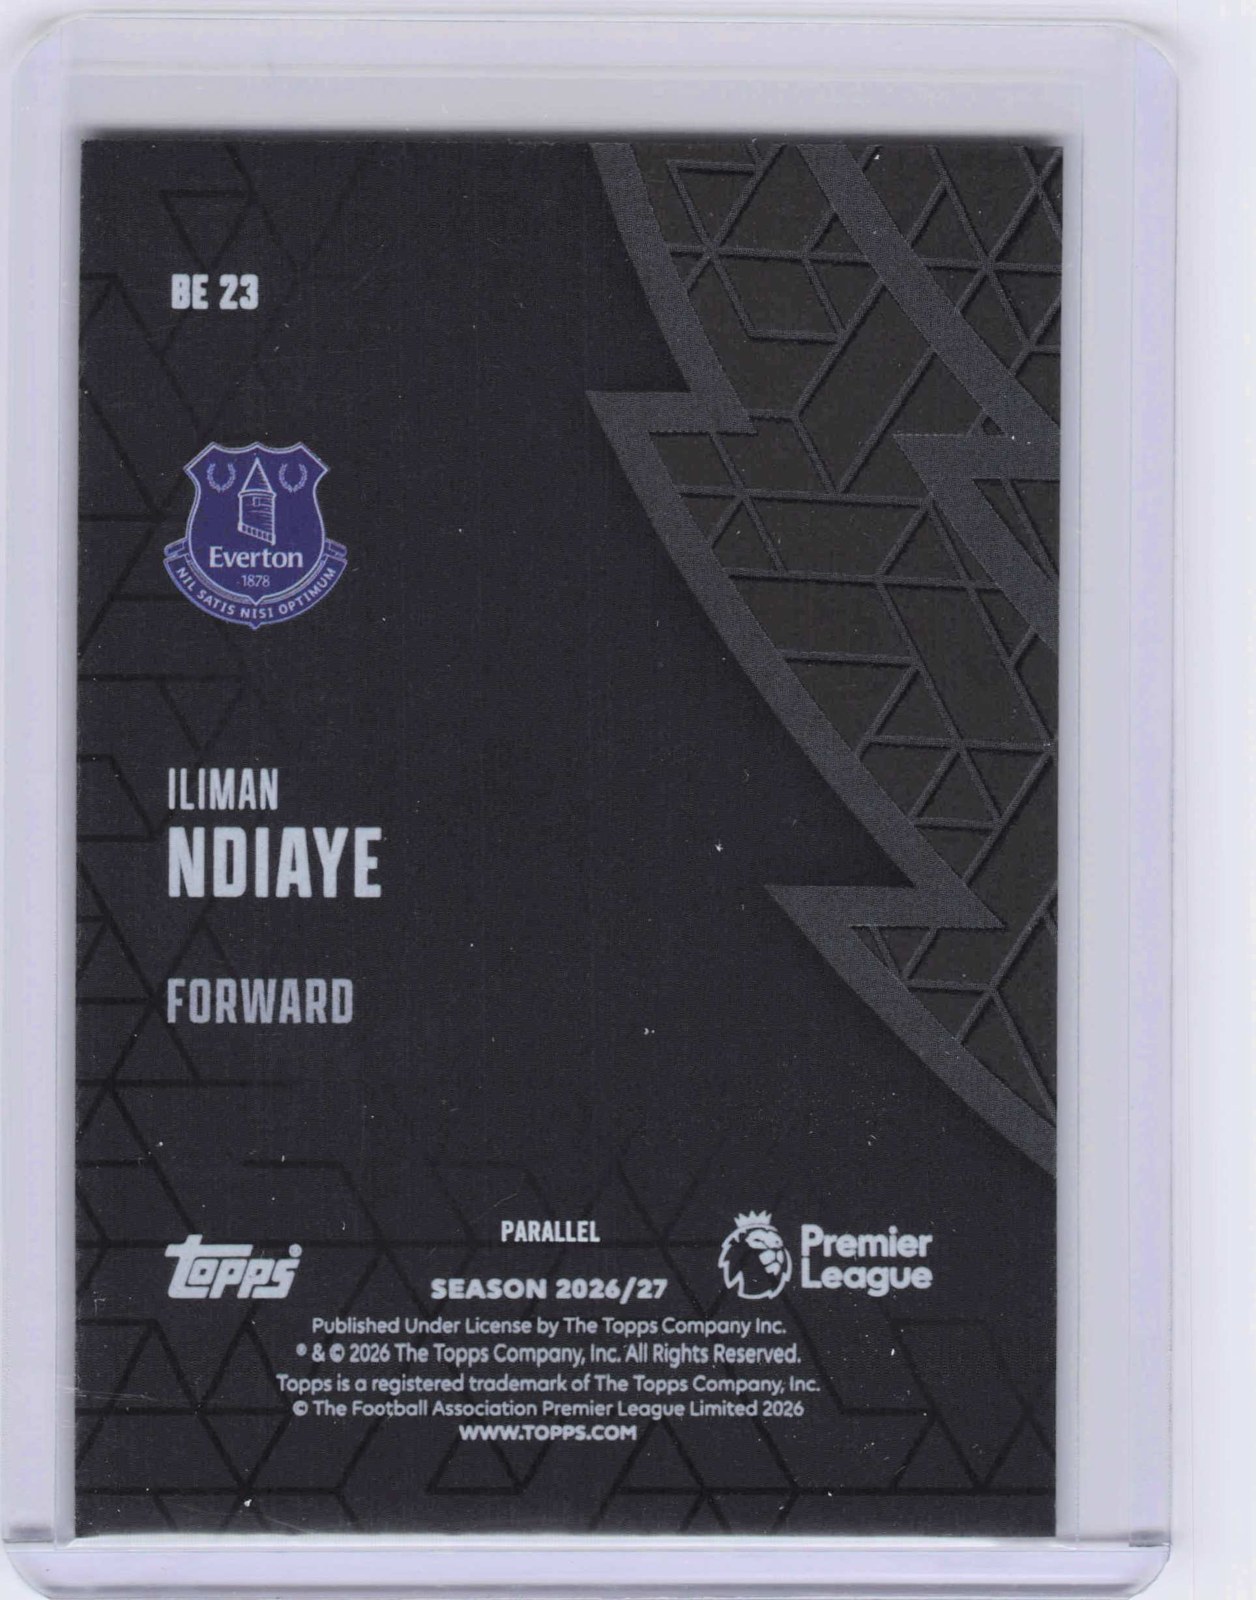 BE 23
Everton
1878
NIL SATIS NISI OPTIMUM
ILIMAN
NDIAYE
FORWARD
PARALLEL
Topps
Premier
League
SEASON 2026/27
Published Under License by The Topps Company Inc.
® & © 2026 The Topps Company, Inc. All Rights Reserved.
Topps is a registered trademark of The Topps Company, Inc.
© The Football Association Premier League Limited 2026
WWW.TOPPS.COM